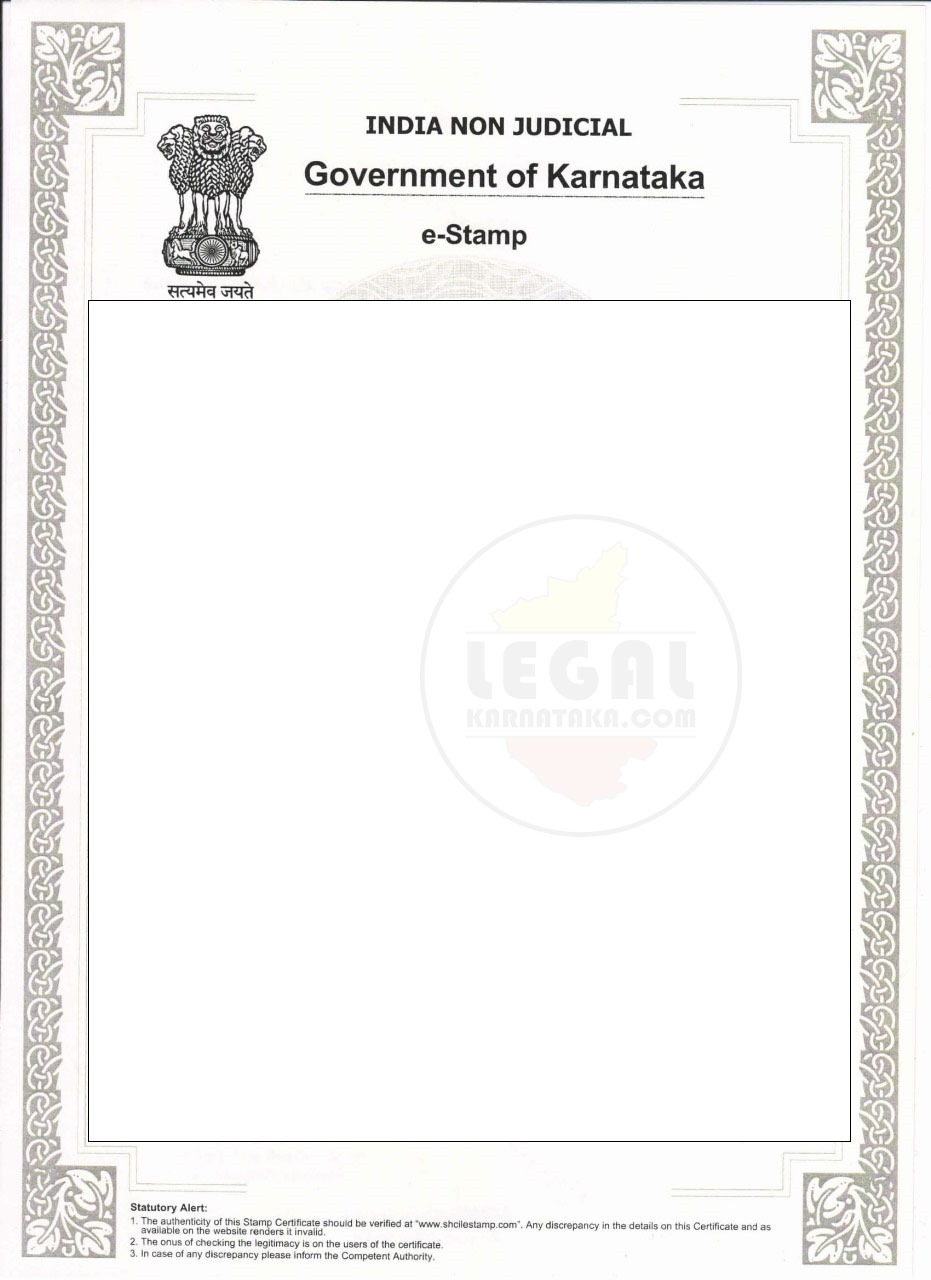 INDIA NON JUDICIAL
Government of Karnataka
e-Stamp
सत्यमेव जयते
LEGAL
KARNATAKA.COM
Statutory Alert:
1. The authenticity of this Stamp Certificate should be verified at "www.shcilestamp.com". Any discrepancy in the details on this Certificate and as
available on the website renders it invalid.
2. The onus of checking the legitimacy is on the users of the certificate.
3. In case of any discrepancy please inform the Competent Authority.